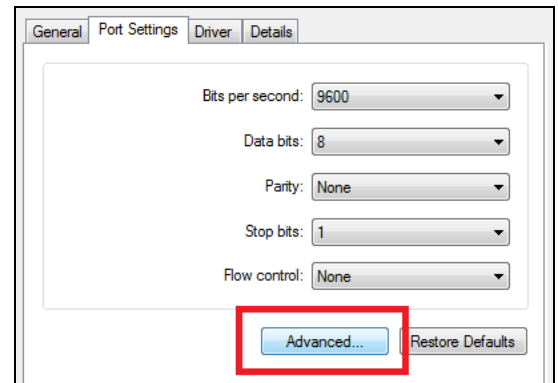 General Port Settings Driver Details
Bits per second: 9600
Data bits: 8
Parity: None
Stop bits: 1
Flow control: None
Advanced... Restore Defaults